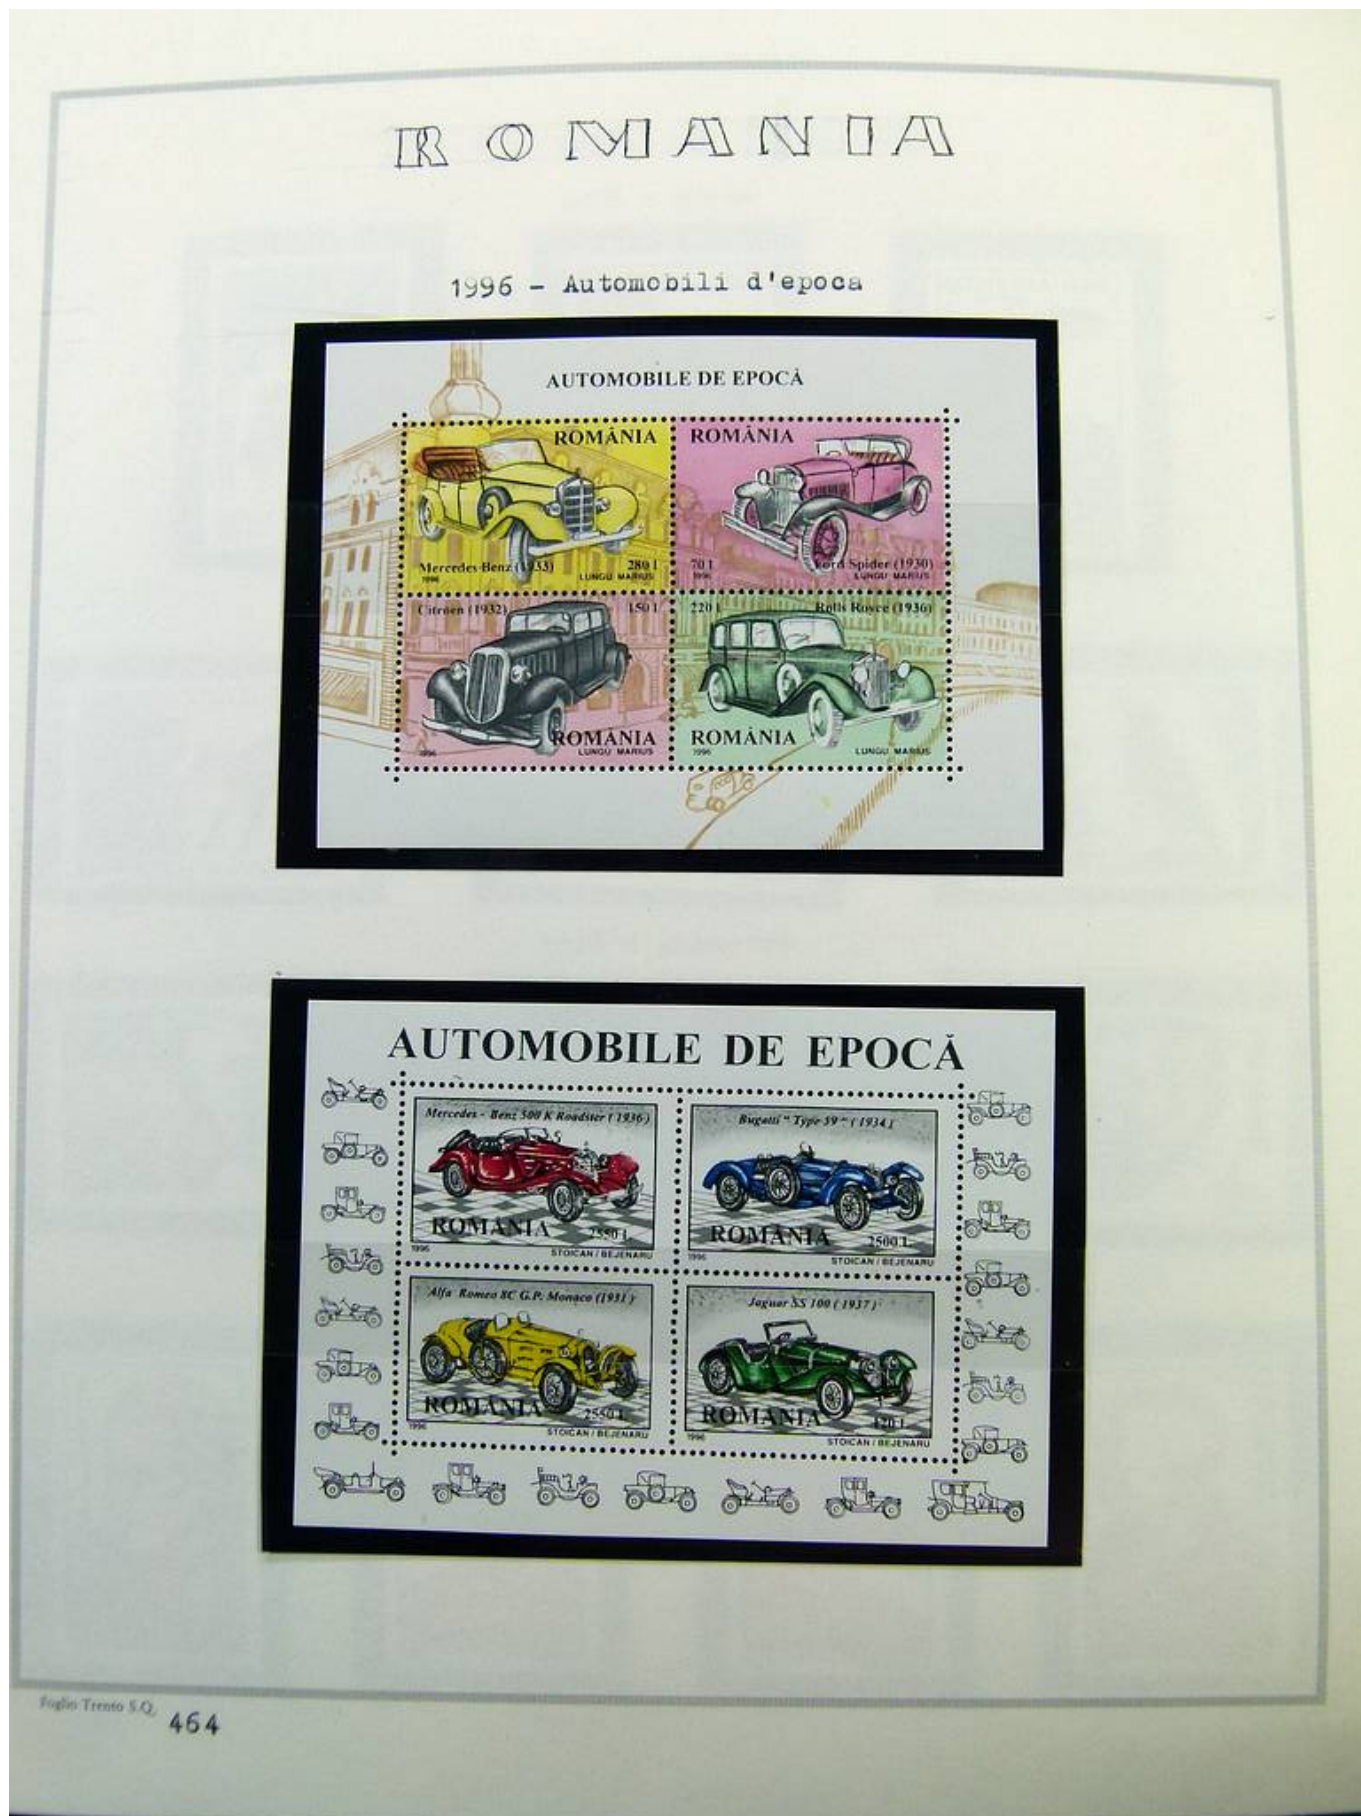 ROMANIA
1996 - Automobili d'epoca
AUTOMOBILE DE EPOCĂ
ROMÂNIA
Mercedes-Benz (1933) 280 l
1996 LUNGU MARIUS
ROMÂNIA
70 l Ford Spider (1930)
1996 LUNGU MARIUS
Citroen (1932) 150 l
ROMÂNIA
1996 LUNGU MARIUS
220 l Rolls Royce (1936)
ROMÂNIA
1996 LUNGU MARIUS
AUTOMOBILE DE EPOCĂ
Mercedes - Benz 500 K Roadster ( 1936 )
ROMÂNIA 2550 L
1996 STOICAN / BEJENARU
Bugatti " Type 59 " ( 1934 )
ROMÂNIA 2500 L
1996 STOICAN / BEJENARU
Alfa Romeo 8C G.P. Monaco (1931 )
ROMÂNIA 2550 L
1996 STOICAN / BEJENARU
Jaguar SS 100 ( 1937 )
ROMÂNIA 120 L
1996 STOICAN / BEJENARU
Foglio Trento S.Q.
464